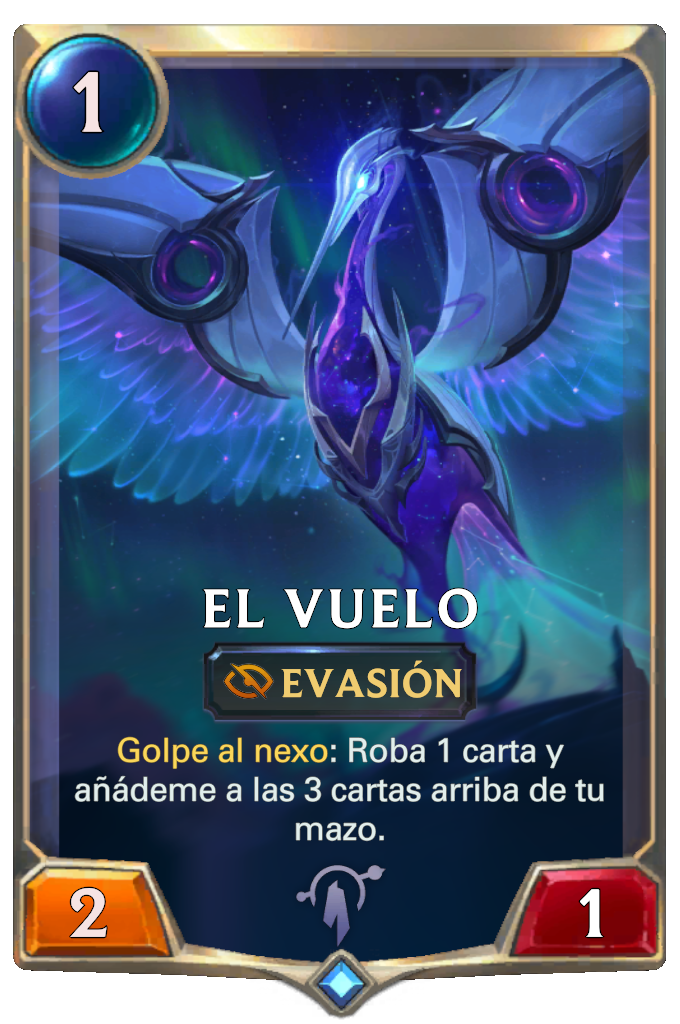 1
EL VUELO
EVASIÓN
Golpe al nexo: Roba 1 carta y
añádeme a las 3 cartas arriba de tu
mazo.
2
1